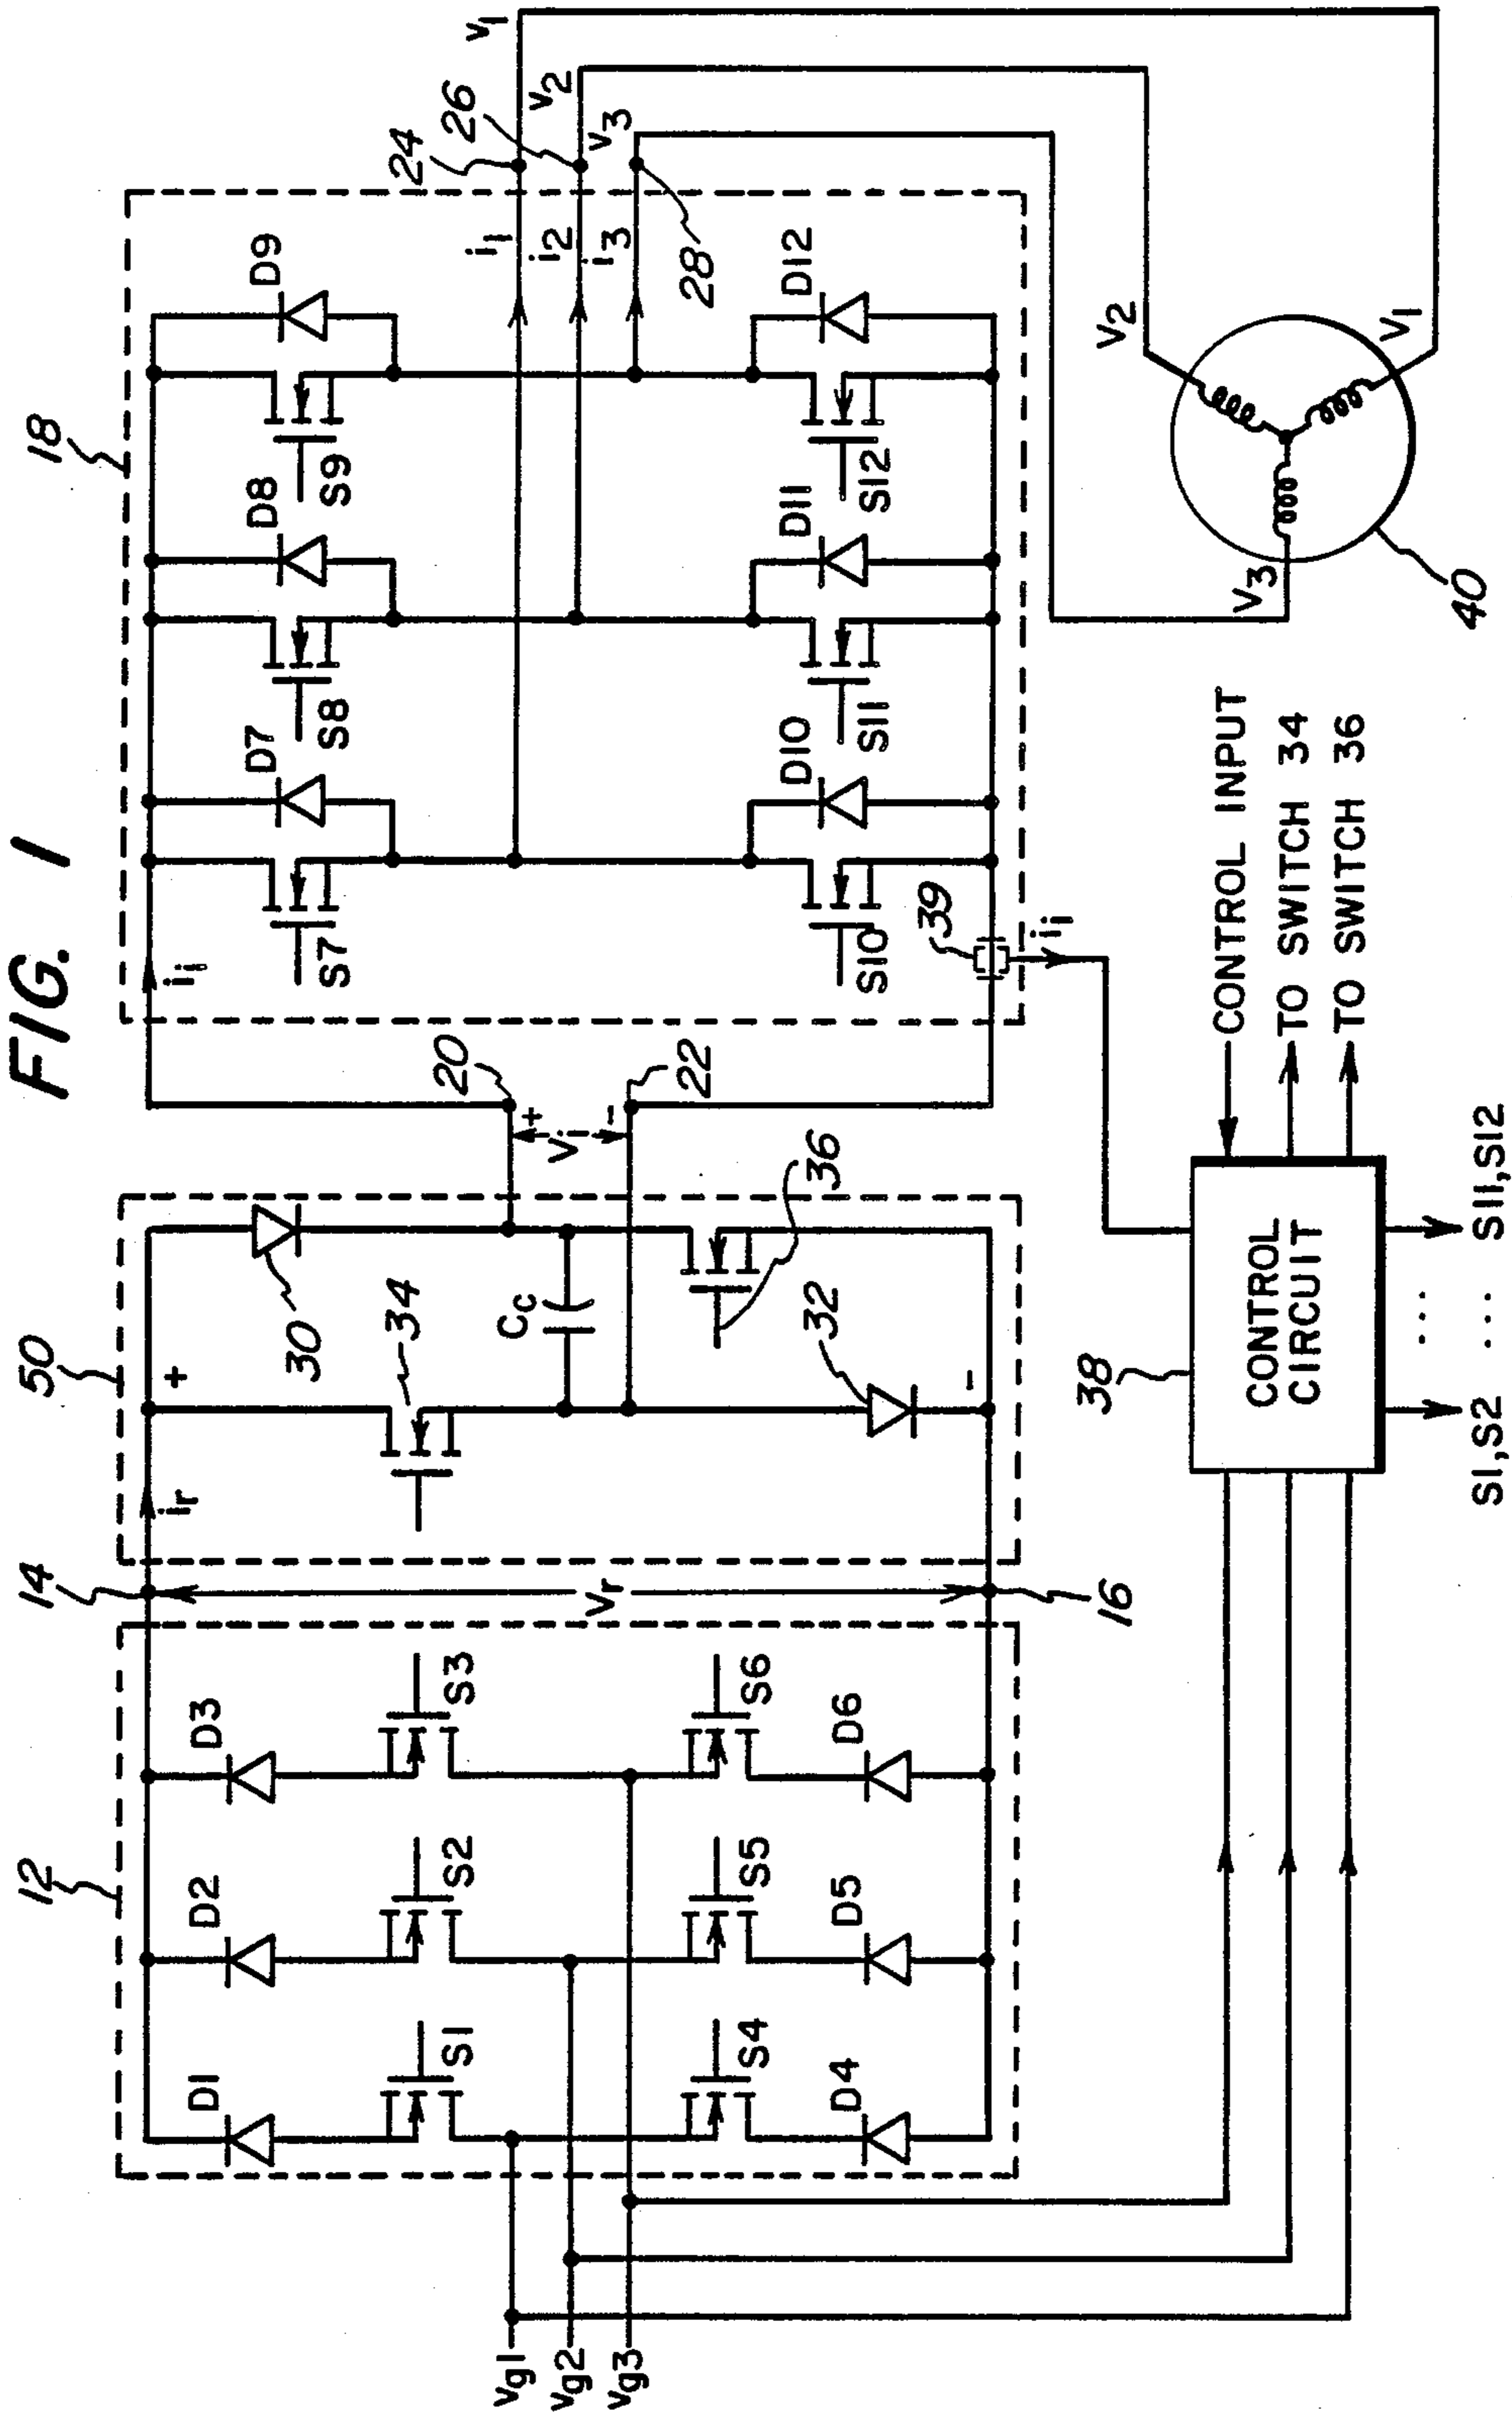 FIG. 1
12
14
50
18
D1
D2
D3
S1
S2
S3
S4
S5
S6
D4
D5
D6
ir
vr
16
+
-
30
34
Cc
32
36
20
22
+
vi
-
ii
D7
D8
D9
S7
S8
S9
D10
D11
D12
S10
S11
S12
39
ii
i1
i2
i3
24
26
28
v1
v2
v3
vg1
vg2
vg3
38
CONTROL
CIRCUIT
CONTROL INPUT
TO SWITCH 34
TO SWITCH 36
S1,S2 ... S11,S12
...
V2
V1
V3
40